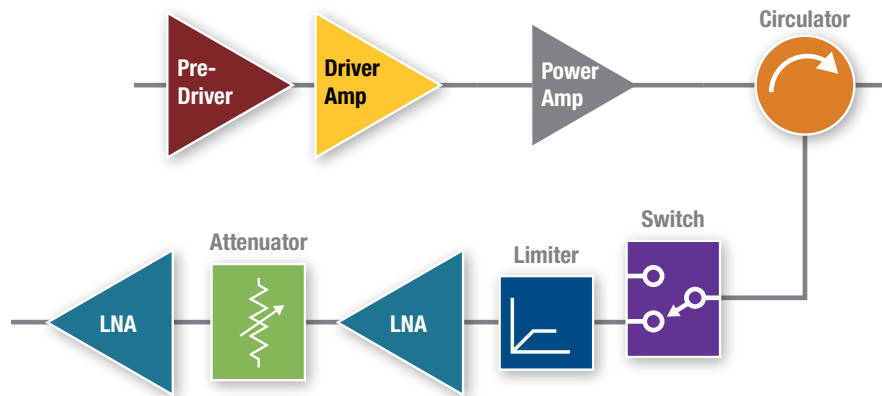 Circulator
Pre-
Driver
Driver
Amp
Power
Amp
Switch
Attenuator
Limiter
LNA
LNA